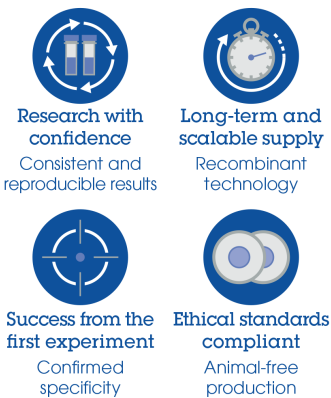 Research with
confidence
Consistent and
reproducible results
Long-term and
scalable supply
Recombinant
technology
Success from the
first experiment
Confirmed
specificity
Ethical standards
compliant
Animal-free
production